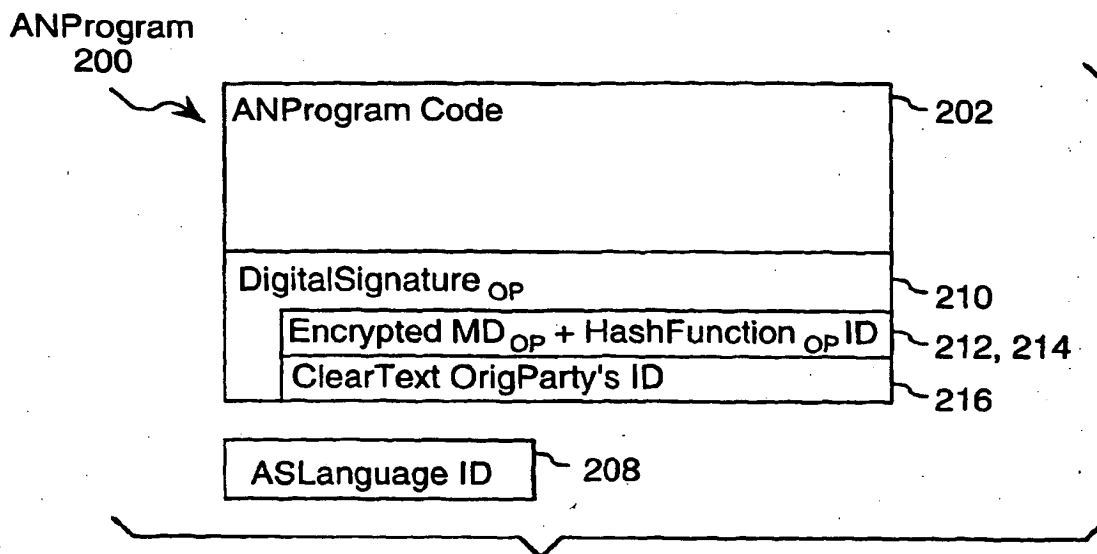 ANProgram
200
ANProgram Code
202
DigitalSignature OP
210
Encrypted MD OP + HashFunction OP ID
212, 214
ClearText OrigParty's ID
216
ASLanguage ID
208